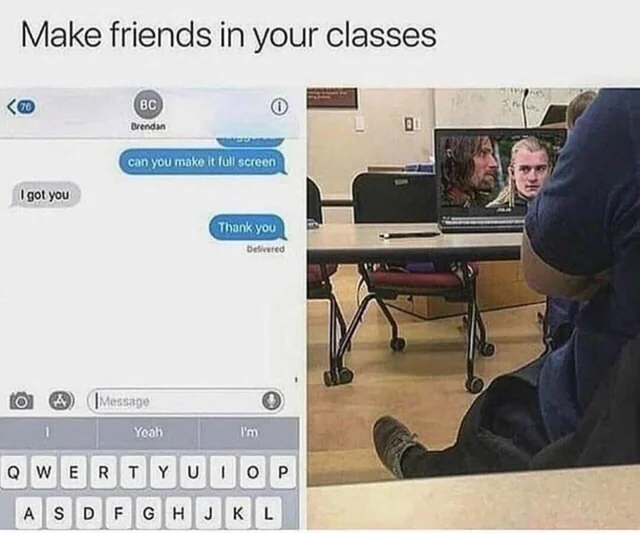 Make friends in your classes
76
BC
Brendan
can you make it full screen
I got you
Thank you
Delivered
Message
I
Yeah
I'm
Q W E R T Y U I O P
A S D F G H J K L